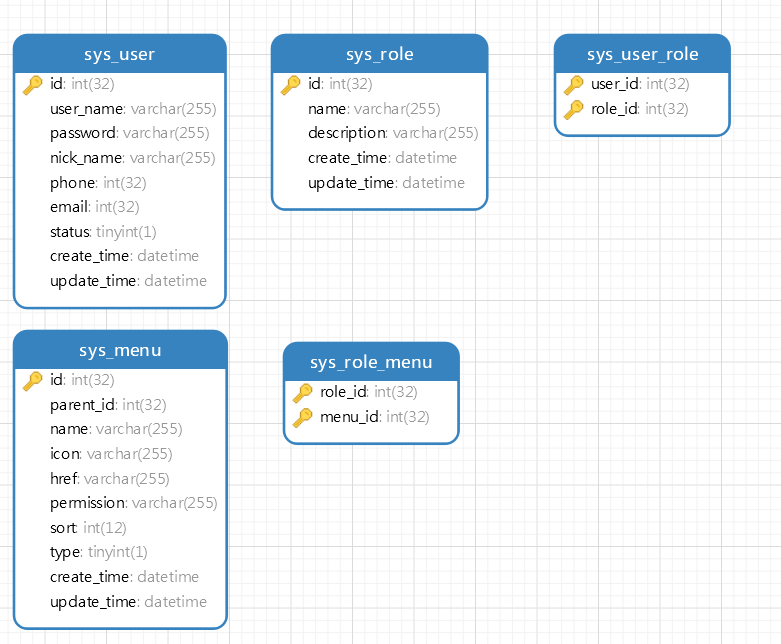 sys_user
id: int(32)
user_name: varchar(255)
password: varchar(255)
nick_name: varchar(255)
phone: int(32)
email: int(32)
status: tinyint(1)
create_time: datetime
update_time: datetime
sys_role
id: int(32)
name: varchar(255)
description: varchar(255)
create_time: datetime
update_time: datetime
sys_user_role
user_id: int(32)
role_id: int(32)
sys_menu
id: int(32)
parent_id: int(32)
name: varchar(255)
icon: varchar(255)
href: varchar(255)
permission: varchar(255)
sort: int(12)
type: tinyint(1)
create_time: datetime
update_time: datetime
sys_role_menu
role_id: int(32)
menu_id: int(32)